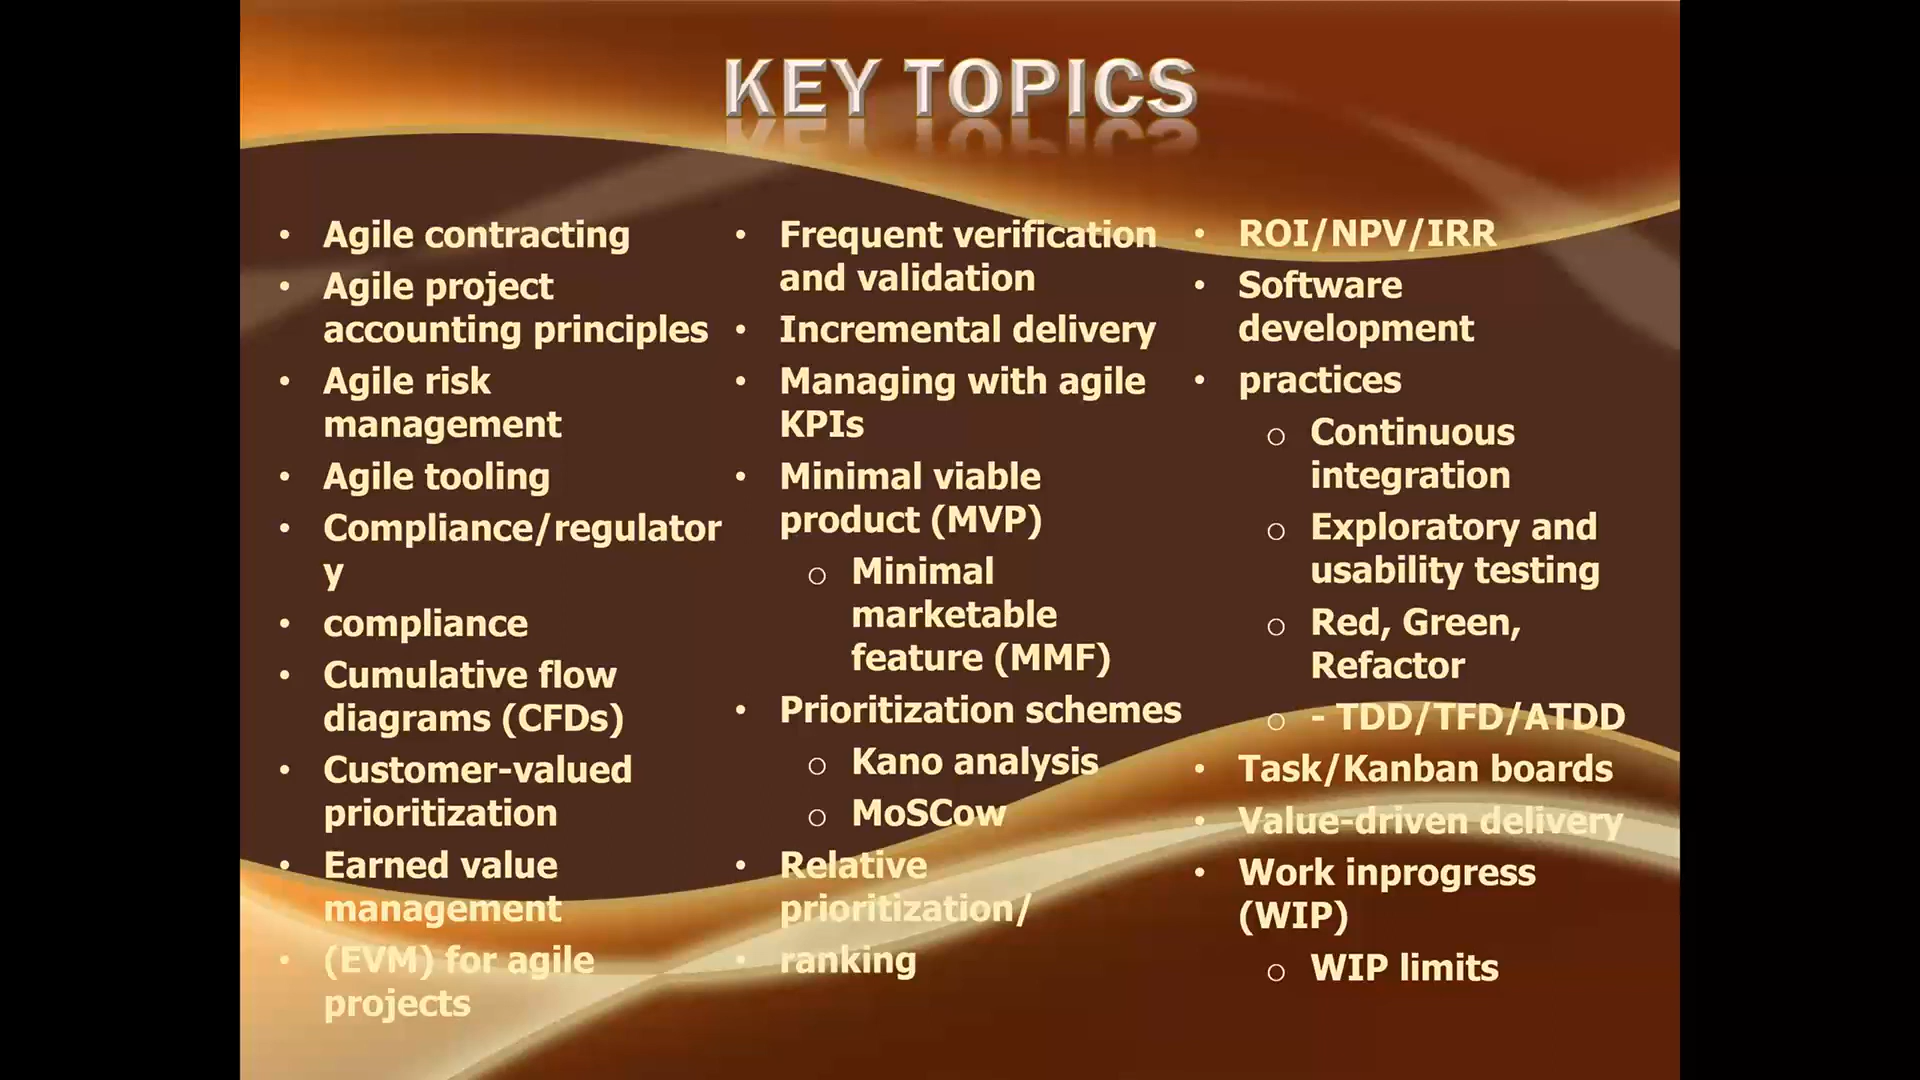 KEY TOPICS
• Agile contracting
• Agile project
accounting principles
• Agile risk
management
• Agile tooling
• Compliance/regulator
y
• compliance
• Cumulative flow
diagrams (CFDs)
• Customer-valued
prioritization
• Earned value
management
• (EVM) for agile
projects
• Frequent verification
and validation
• Incremental delivery
• Managing with agile
KPIs
• Minimal viable
product (MVP)
o Minimal
marketable
feature (MMF)
• Prioritization schemes
o Kano analysis
o MoSCow
• Relative
prioritization/
• ranking
• ROI/NPV/IRR
• Software
development
• practices
o Continuous
integration
o Exploratory and
usability testing
o Red, Green,
Refactor
o - TDD/TFD/ATDD
• Task/Kanban boards
• Value-driven delivery
• Work inprogress
(WIP)
o WIP limits